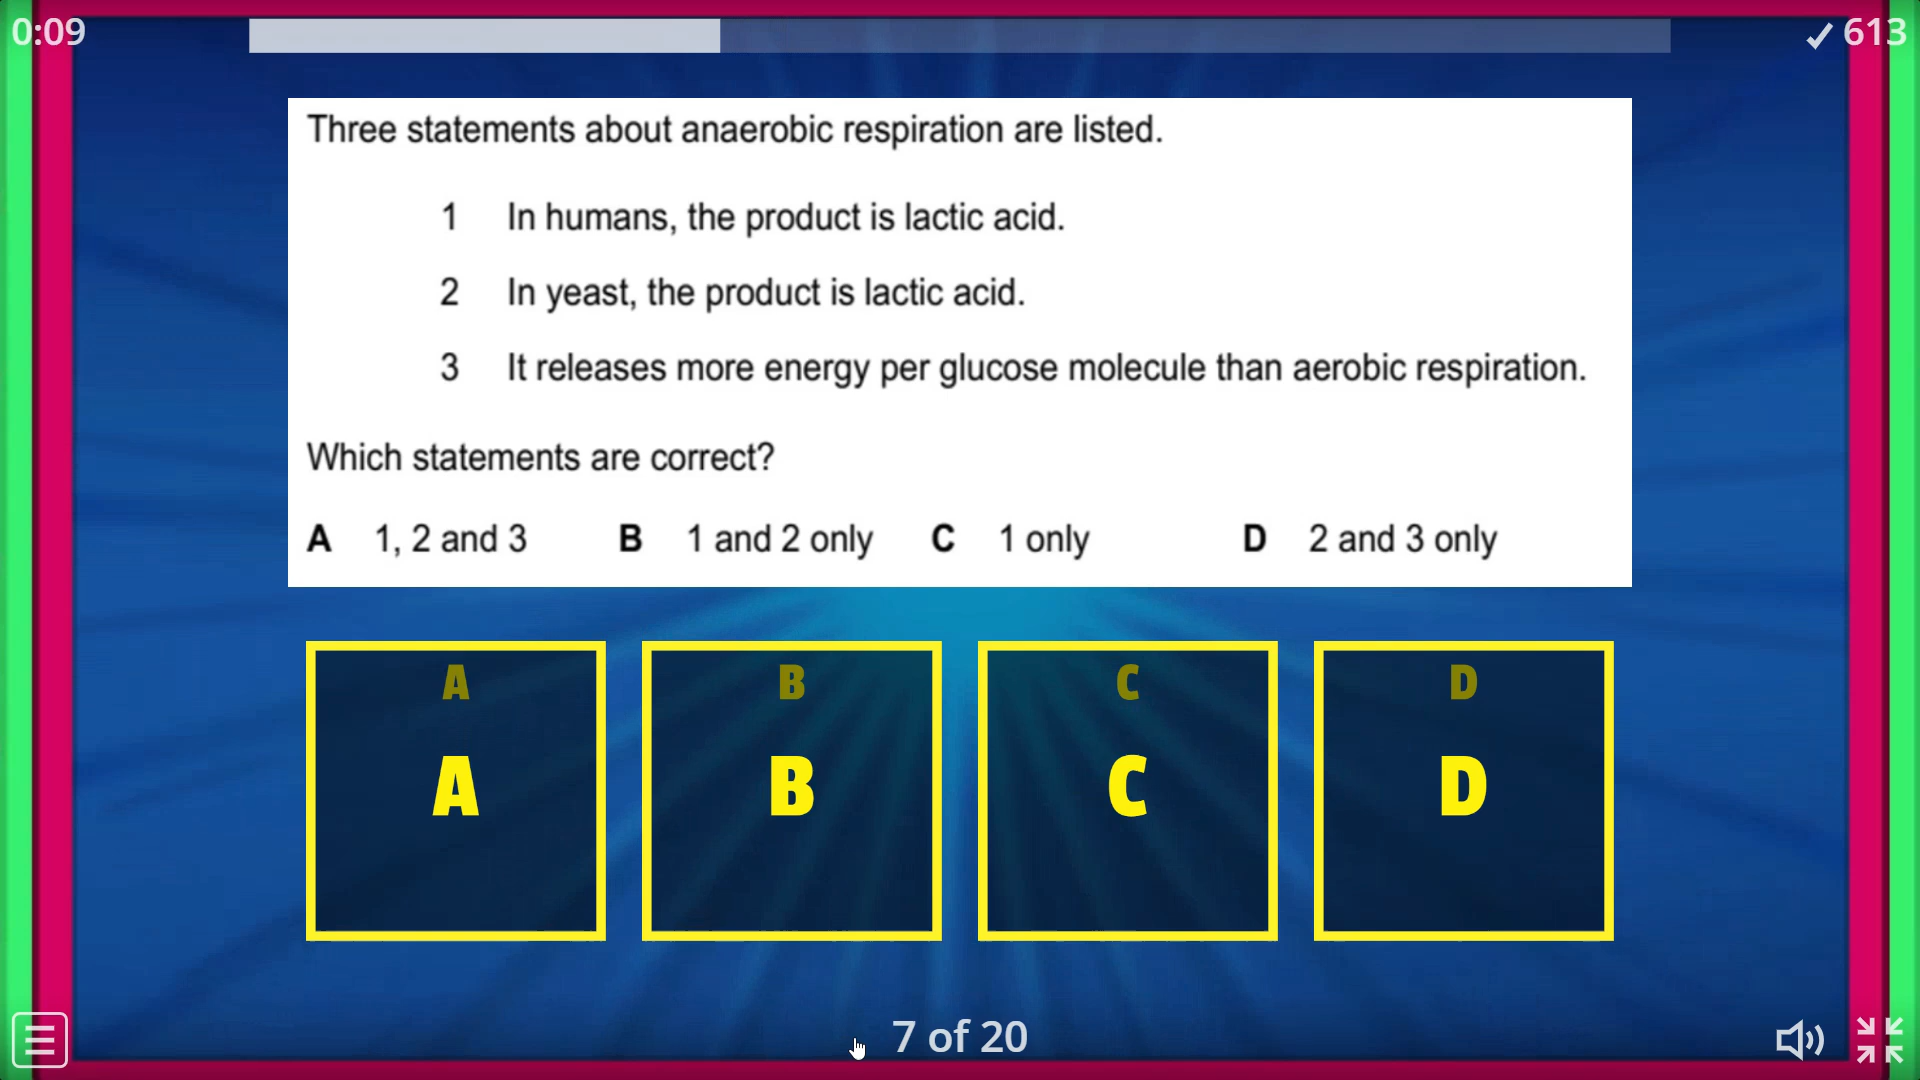 0:09
✓ 613
Three statements about anaerobic respiration are listed.
1 In humans, the product is lactic acid.
2 In yeast, the product is lactic acid.
3 It releases more energy per glucose molecule than aerobic respiration.
Which statements are correct?
A 1, 2 and 3 B 1 and 2 only C 1 only D 2 and 3 only
A B C D
A B C D
7 of 20